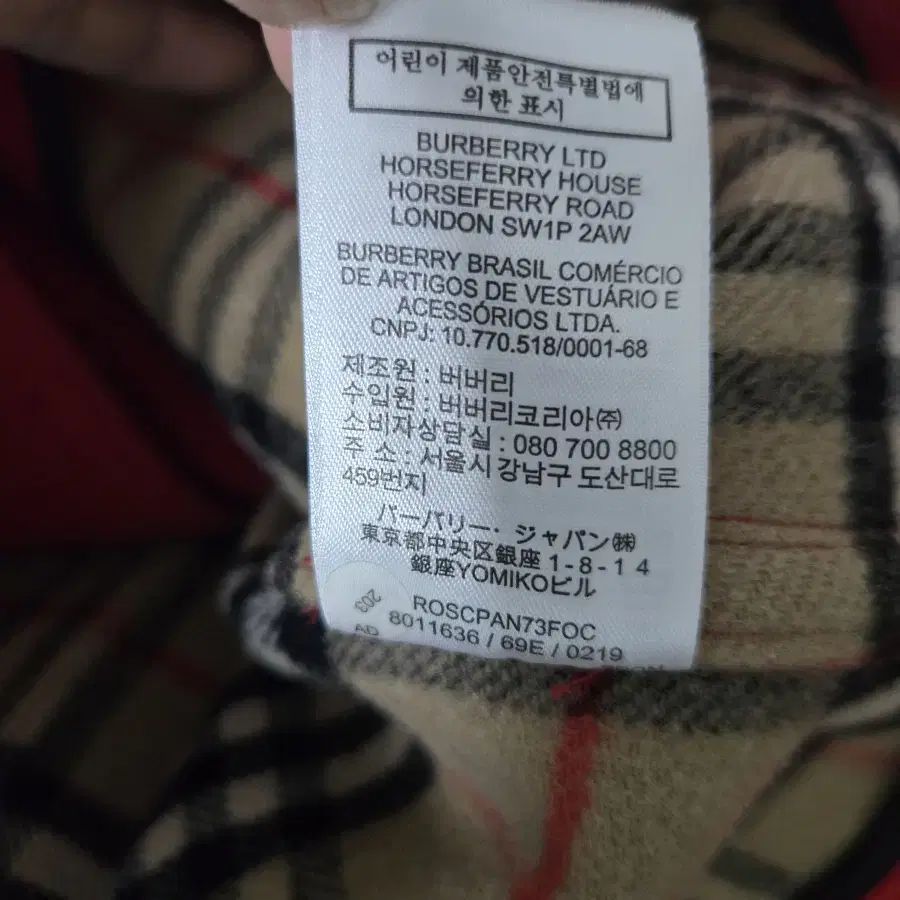 어린이 제품안전특별법에
의한 표시
BURBERRY LTD
HORSEFERRY HOUSE
HORSEFERRY ROAD
LONDON SW1P 2AW
BURBERRY BRASIL COMÉRCIO
DE ARTIGOS DE VESTUÁRIO E
ACESSÓRIOS LTDA.
CNPJ: 10.770.518/0001-68
제조원 : 버버리
수입원 : 버버리코리아㈜
소비자상담실 : 080 700 8800
주 소 : 서울시 강남구 도산대로
459번지
バーバリー・ジャパン㈱
東京都中央区銀座 1-8-14
銀座YOMIKOビル
203
ROSCPAN73FOC
8011636 / 69E / 0219
AD